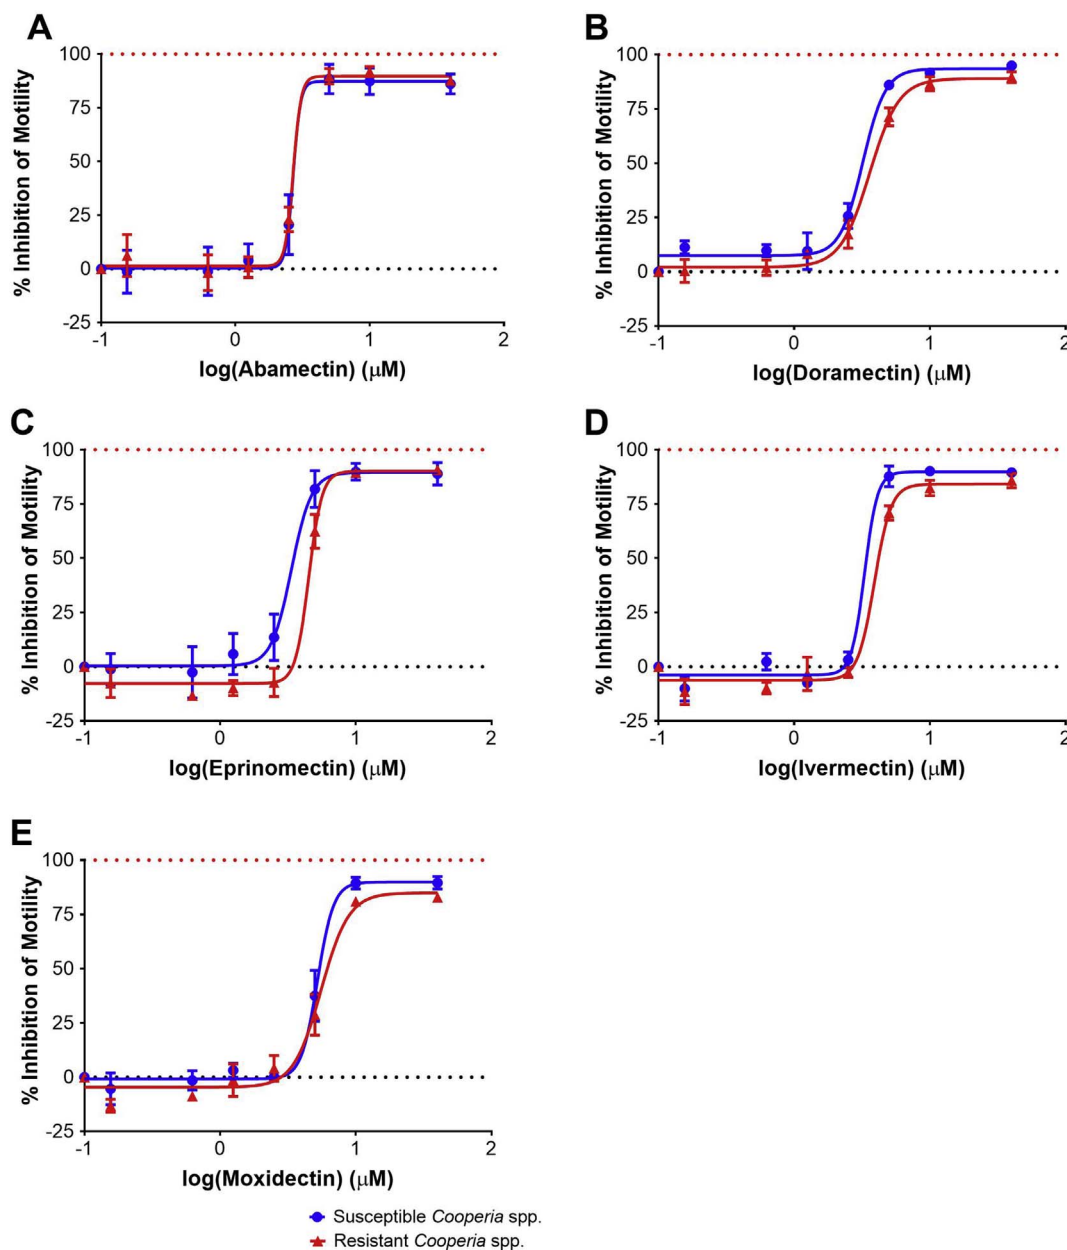 A
100
75
50
25
0
-25
% Inhibition of Motility
-1 0 1 2
log(Abamectin) (μM)
B
100
75
50
25
0
-25
% Inhibition of Motility
-1 0 1 2
log(Doramectin) (μM)
C
100
75
50
25
0
-25
% Inhibition of Motility
-1 0 1 2
log(Eprinomectin) (μM)
D
100
75
50
25
0
-25
% Inhibition of Motility
-1 0 1 2
log(Ivermectin) (μM)
E
100
75
50
25
0
-25
% Inhibition of Motility
-1 0 1 2
log(Moxidectin) (μM)
Susceptible Cooperia spp.
Resistant Cooperia spp.